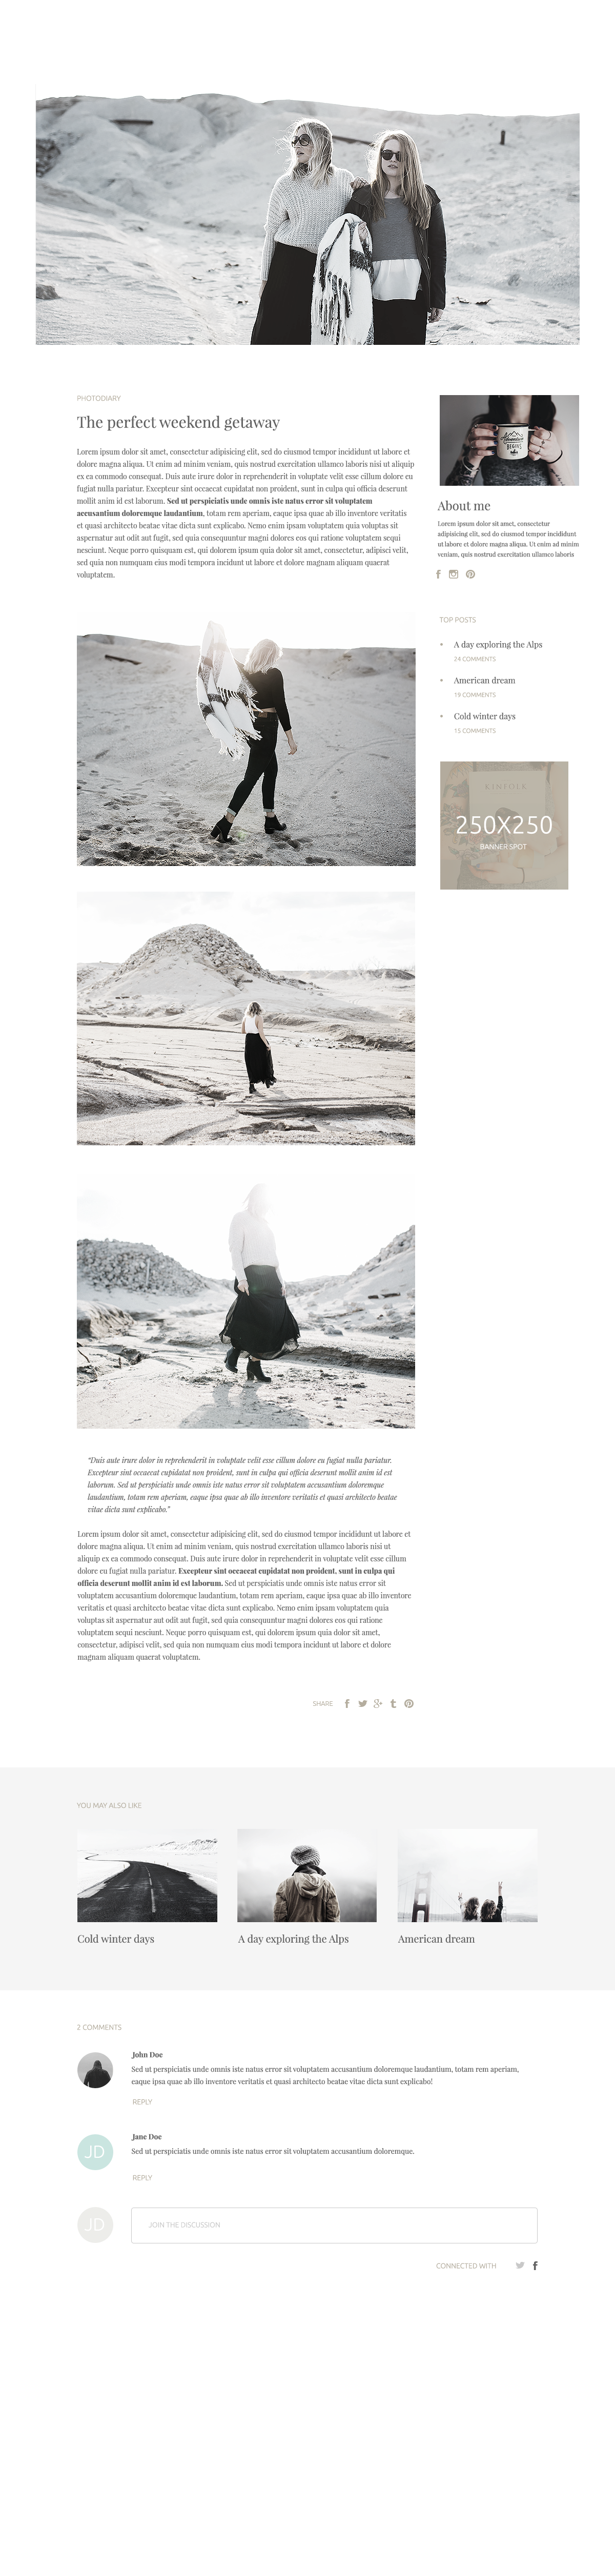 PHOTODIARY
The perfect weekend getaway
Lorem ipsum dolor sit amet, consectetur adipisicing elit, sed do eiusmod tempor incididunt ut labore et
dolore magna aliqua. Ut enim ad minim veniam, quis nostrud exercitation ullamco laboris nisi ut aliquip
ex ea commodo consequat. Duis aute irure dolor in reprehenderit in voluptate velit esse cillum dolore eu
fugiat nulla pariatur. Excepteur sint occaecat cupidatat non proident, sunt in culpa qui officia deserunt
mollit anim id est laborum. Sed ut perspiciatis unde omnis iste natus error sit voluptatem
accusantium doloremque laudantium, totam rem aperiam, eaque ipsa quae ab illo inventore veritatis
et quasi architecto beatae vitae dicta sunt explicabo. Nemo enim ipsam voluptatem quia voluptas sit
aspernatur aut odit aut fugit, sed quia consequuntur magni dolores eos qui ratione voluptatem sequi
nesciunt. Neque porro quisquam est, qui dolorem ipsum quia dolor sit amet, consectetur, adipisci velit,
sed quia non numquam eius modi tempora incidunt ut labore et dolore magnam aliquam quaerat
voluptatem.
Adventure
BEGINS
About me
Lorem ipsum dolor sit amet, consectetur
adipisicing elit, sed do eiusmod tempor incididunt
ut labore et dolore magna aliqua. Ut enim ad minim
veniam, quis nostrud exercitation ullamco laboris
TOP POSTS
A day exploring the Alps
24 COMMENTS
American dream
19 COMMENTS
Cold winter days
15 COMMENTS
KINFOLK
250X250
BANNER SPOT
“Duis aute irure dolor in reprehenderit in voluptate velit esse cillum dolore eu fugiat nulla pariatur.
Excepteur sint occaecat cupidatat non proident, sunt in culpa qui officia deserunt mollit anim id est
laborum. Sed ut perspiciatis unde omnis iste natus error sit voluptatem accusantium doloremque
laudantium, totam rem aperiam, eaque ipsa quae ab illo inventore veritatis et quasi architecto beatae
vitae dicta sunt explicabo.”
Lorem ipsum dolor sit amet, consectetur adipisicing elit, sed do eiusmod tempor incididunt ut labore et
dolore magna aliqua. Ut enim ad minim veniam, quis nostrud exercitation ullamco laboris nisi ut
aliquip ex ea commodo consequat. Duis aute irure dolor in reprehenderit in voluptate velit esse cillum
dolore eu fugiat nulla pariatur. Excepteur sint occaecat cupidatat non proident, sunt in culpa qui
officia deserunt mollit anim id est laborum. Sed ut perspiciatis unde omnis iste natus error sit
voluptatem accusantium doloremque laudantium, totam rem aperiam, eaque ipsa quae ab illo inventore
veritatis et quasi architecto beatae vitae dicta sunt explicabo. Nemo enim ipsam voluptatem quia
voluptas sit aspernatur aut odit aut fugit, sed quia consequuntur magni dolores eos qui ratione
voluptatem sequi nesciunt. Neque porro quisquam est, qui dolorem ipsum quia dolor sit amet,
consectetur, adipisci velit, sed quia non numquam eius modi tempora incidunt ut labore et dolore
magnam aliquam quaerat voluptatem.
SHARE
YOU MAY ALSO LIKE
Cold winter days
A day exploring the Alps
American dream
2 COMMENTS
John Doe
Sed ut perspiciatis unde omnis iste natus error sit voluptatem accusantium doloremque laudantium, totam rem aperiam,
eaque ipsa quae ab illo inventore veritatis et quasi architecto beatae vitae dicta sunt explicabo!
REPLY
JD
Jane Doe
Sed ut perspiciatis unde omnis iste natus error sit voluptatem accusantium doloremque.
REPLY
JD
JOIN THE DISCUSSION
CONNECTED WITH